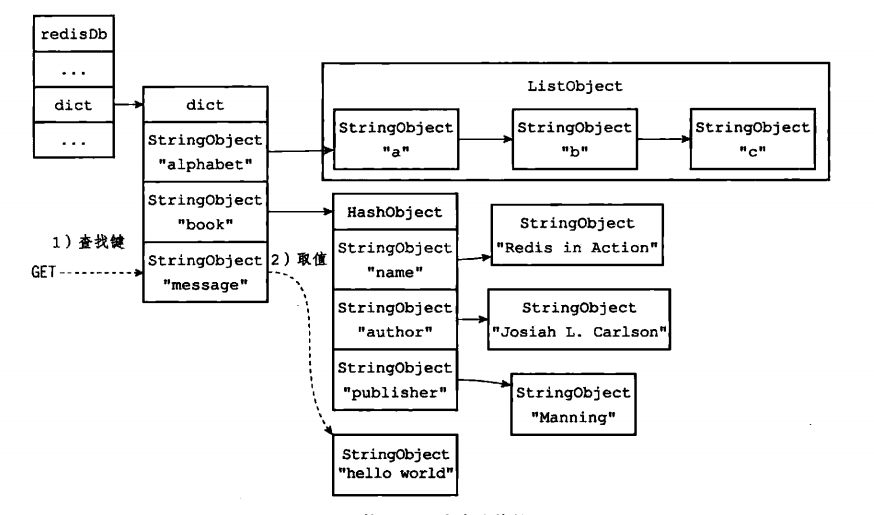 redisDb
...
dict
...
dict
StringObject
"alphabet"
StringObject
"book"
StringObject
"message"
1) 查找键
GET
2) 取值
ListObject
StringObject
"a"
StringObject
"b"
StringObject
"c"
HashObject
StringObject
"name"
StringObject
"author"
StringObject
"publisher"
StringObject
"Redis in Action"
StringObject
"Josiah L. Carlson"
StringObject
"Manning"
StringObject
"hello world"